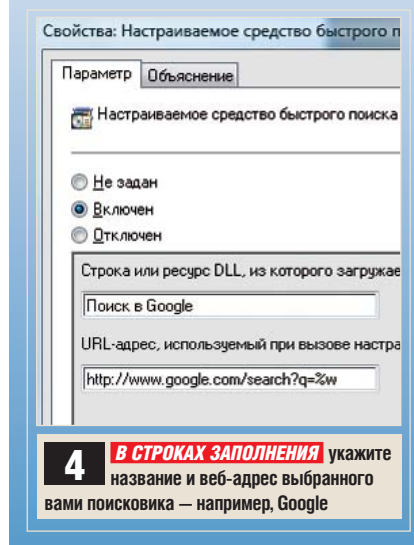 Свойства: Настраиваемое средство быстрого п
Параметр Объяснение
Настраиваемое средство быстрого поиска
Не задан
Включен
Отключен
Строка или ресурс DLL, из которого загружае
Поиск в Google
URL-адрес, используемый при вызове настра
http://www.google.com/search?q=%w
4 В СТРОКАХ ЗАПОЛНЕНИЯ укажите
название и веб-адрес выбранного
вами поисковика — например, Google